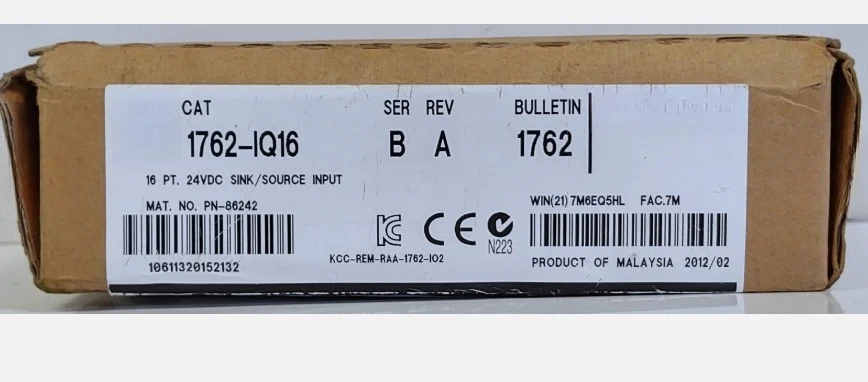 CAT SER REV BULLETIN
1762-IQ16 B A 1762
16 PT. 24VDC SINK/SOURCE INPUT
MAT. NO. PN-86242
WIN(21) 7M6EQ5HL FAC.7M
CE
N223
10611320152132
KCC-REM-RAA-1762-IO2
PRODUCT OF MALAYSIA 2012/02